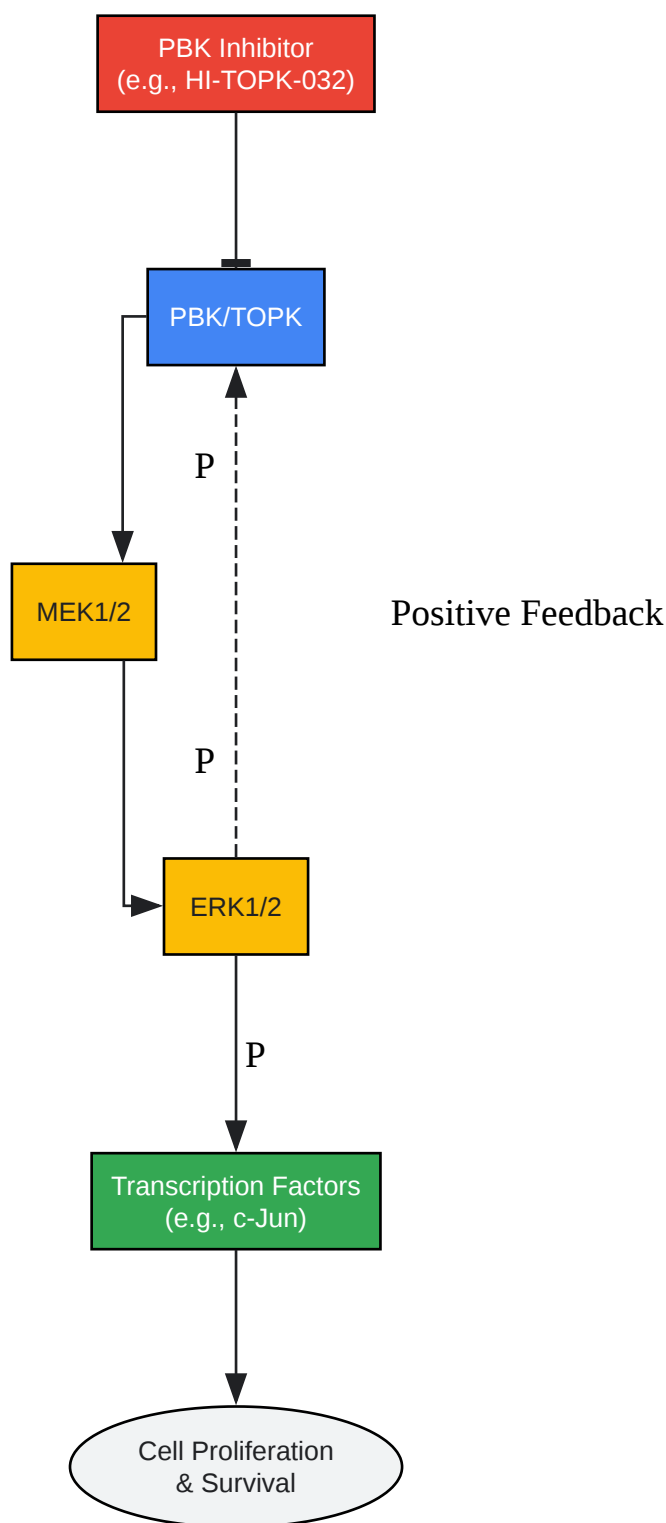 PBK Inhibitor
(e.g., HI-TOPK-032)
PBK/TOPK
P
MEK1/2
Positive Feedback
P
ERK1/2
P
Transcription Factors
(e.g., c-Jun)
Cell Proliferation
& Survival